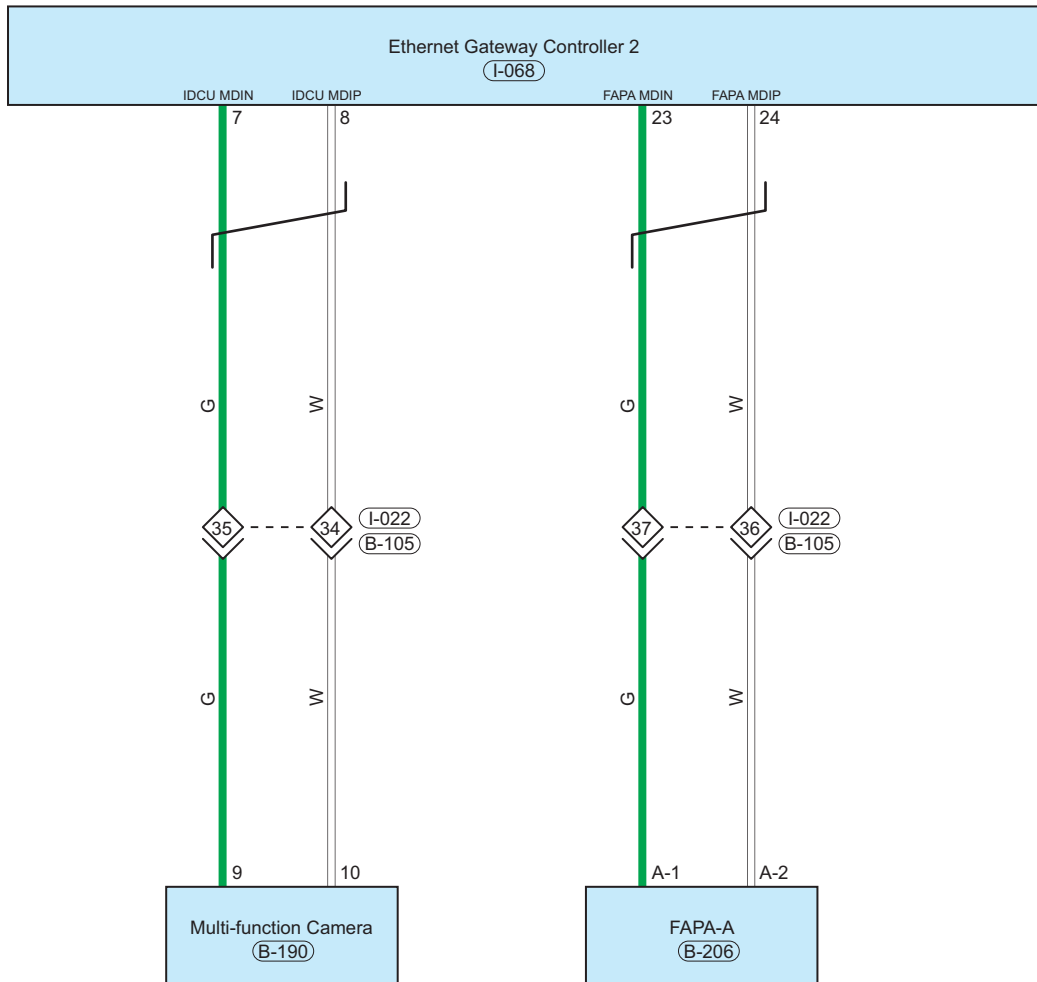 Ethernet Gateway Controller 2
I-068
IDCU MDIN IDCU MDIP FAPA MDIN FAPA MDIP
7 8 23 24
G W G W
35 34 I-022 37 36 I-022
B-105 B-105
G W G W
9 10 A-1 A-2
Multi-function Camera FAPA-A
B-190 B-206